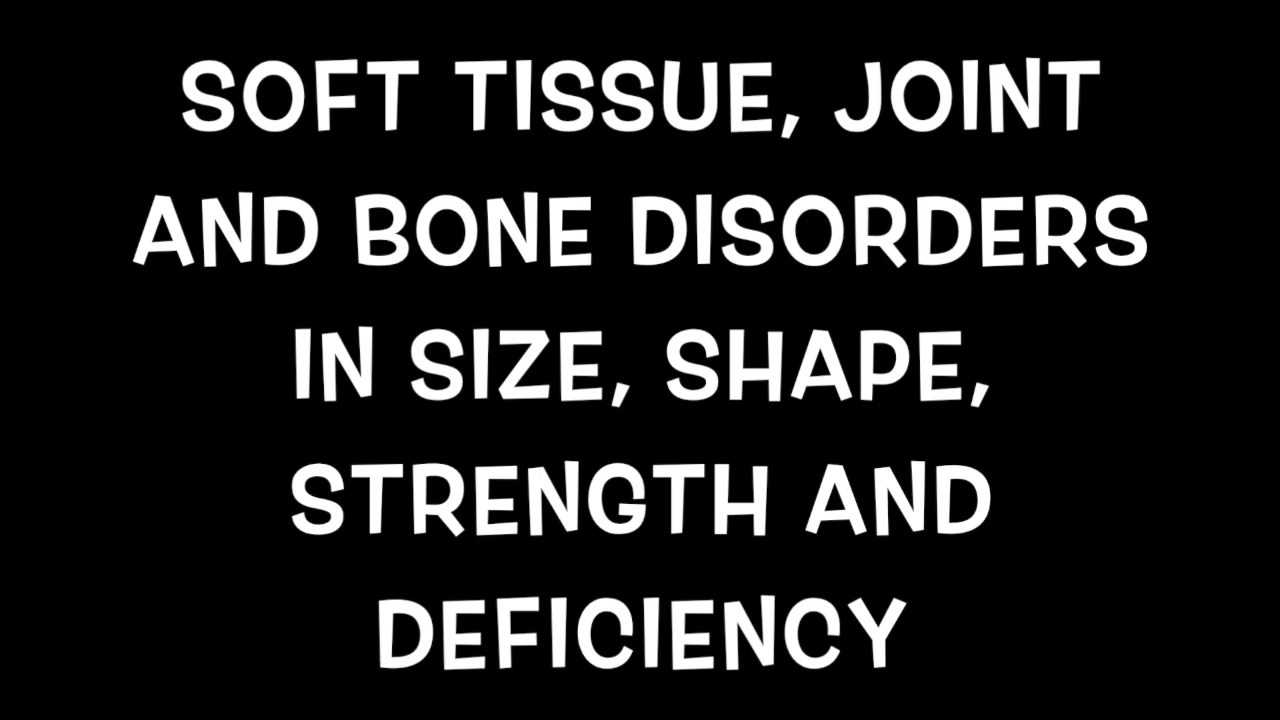 SOFT TISSUE, JOINT
AND BONE DISORDERS
IN SIZE, SHAPE,
STRENGTH AND
DEFICIENCY